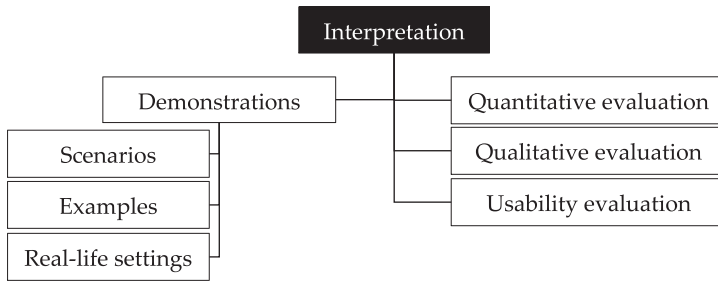 Interpretation
Demonstrations
Scenarios
Examples
Real-life settings
Quantitative evaluation
Qualitative evaluation
Usability evaluation